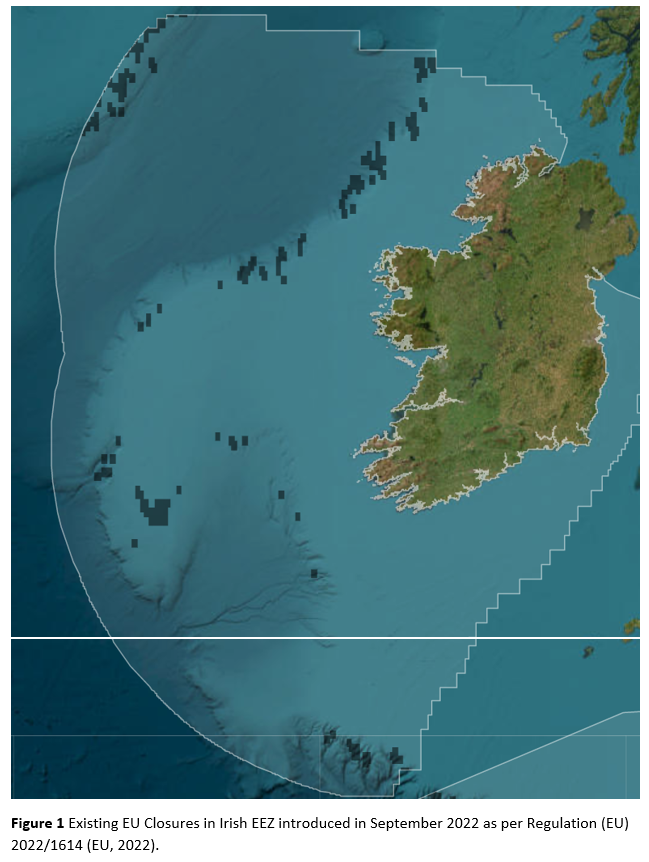 Figure 1 Existing EU Closures in Irish EEZ introduced in September 2022 as per Regulation (EU)
2022/1614 (EU, 2022).